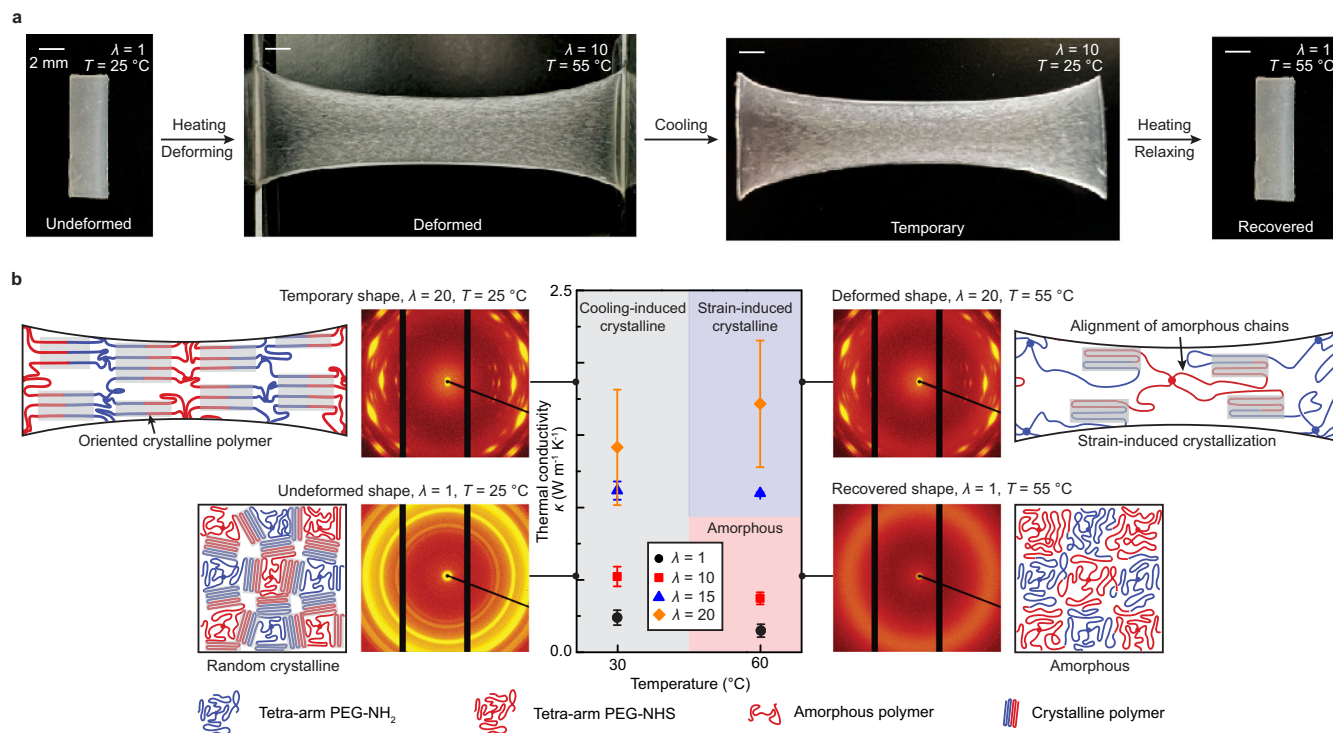 a
λ = 1
T = 25 °C
2 mm
Undeformed
Heating
Deforming
λ = 10
T = 55 °C
Deformed
Cooling
λ = 10
T = 25 °C
Temporary
Heating
Relaxing
λ = 1
T = 55 °C
Recovered
b
Temporary shape, λ = 20, T = 25 °C
Oriented crystalline polymer
Undeformed shape, λ = 1, T = 25 °C
Random crystalline
2.5
0.0
Thermal conductivity
κ (W m⁻¹ K⁻¹)
Cooling-induced
crystalline
Strain-induced
crystalline
Amorphous
λ = 1
λ = 10
λ = 15
λ = 20
30
60
Temperature (°C)
Deformed shape, λ = 20, T = 55 °C
Alignment of amorphous chains
Strain-induced crystallization
Recovered shape, λ = 1, T = 55 °C
Amorphous
Tetra-arm PEG-NH₂
Tetra-arm PEG-NHS
Amorphous polymer
Crystalline polymer